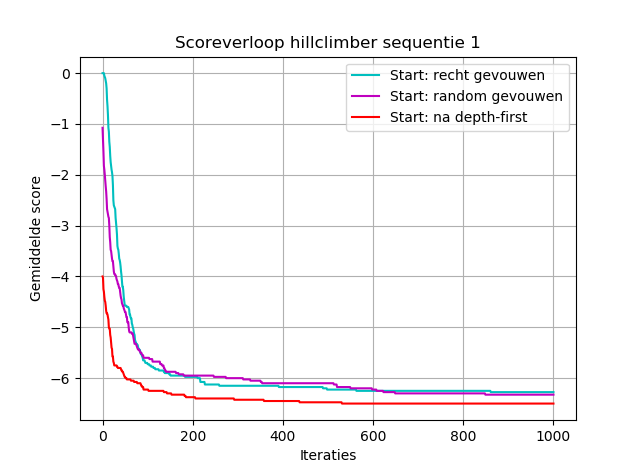 Scoreverloop hillclimber sequentie 1
Start: recht gevouwen
Start: random gevouwen
Start: na depth-first
Gemiddelde score
0
−1
−2
−3
−4
−5
−6
0 200 400 600 800 1000
Iteraties